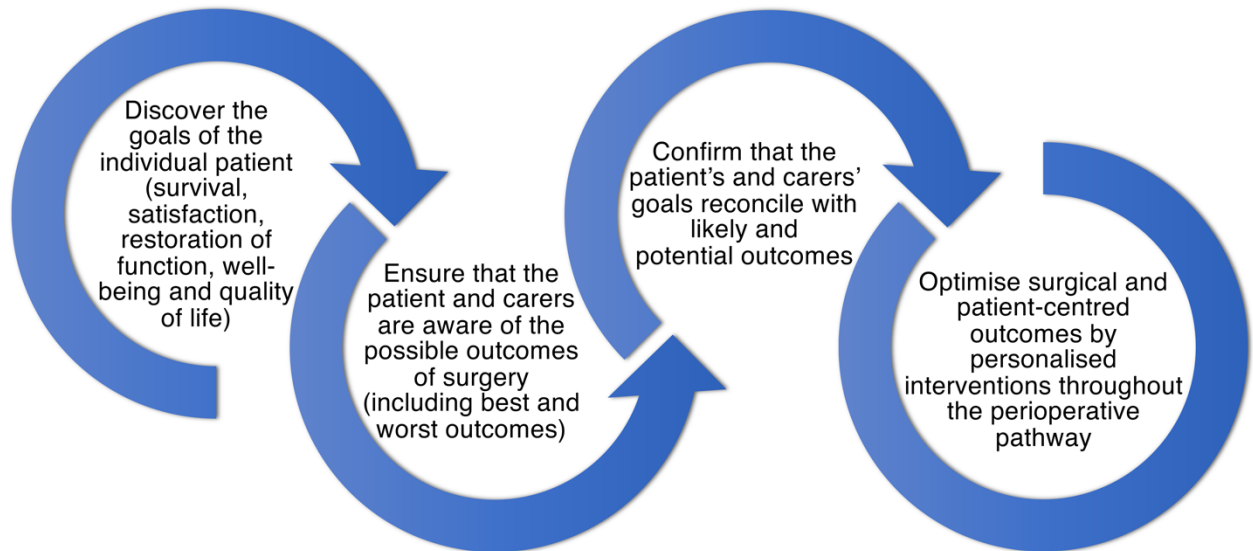 Discover the
goals of the
individual patient
(survival,
satisfaction,
restoration of
function, well-
being and quality
of life)
Ensure that the
patient and carers
are aware of the
possible outcomes
of surgery
(including best and
worst outcomes)
Confirm that the
patient’s and carers’
goals reconcile with
likely and
potential outcomes
Optimise surgical and
patient-centred
outcomes by
personalised
interventions throughout
the perioperative
pathway